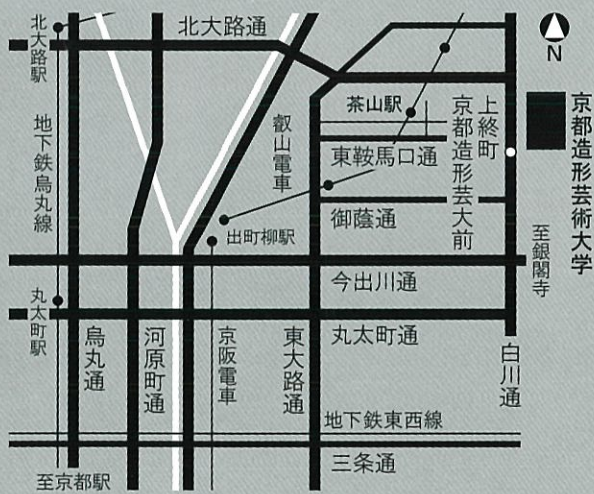 北大路駅
北大路通
N
地下鉄烏丸線
叡山電車
茶山駅
東鞍馬口通
京都造形芸大前
上終町
京都造形芸術大学
出町柳駅
御蔭通
至銀閣寺
今出川通
丸太町駅
丸太町通
烏丸通
河原町通
京阪電車
東大路通
白川通
地下鉄東西線
三条通
至京都駅